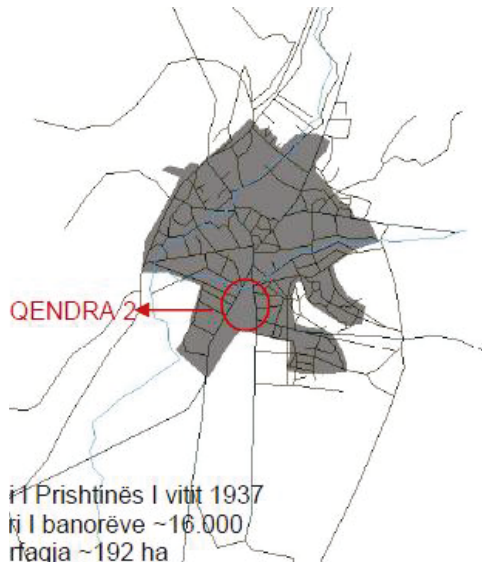 QENDRA 2
i I Prishtinës I vitit 1937
ri I banorëve ~16.000
rfaqja ~192 ha